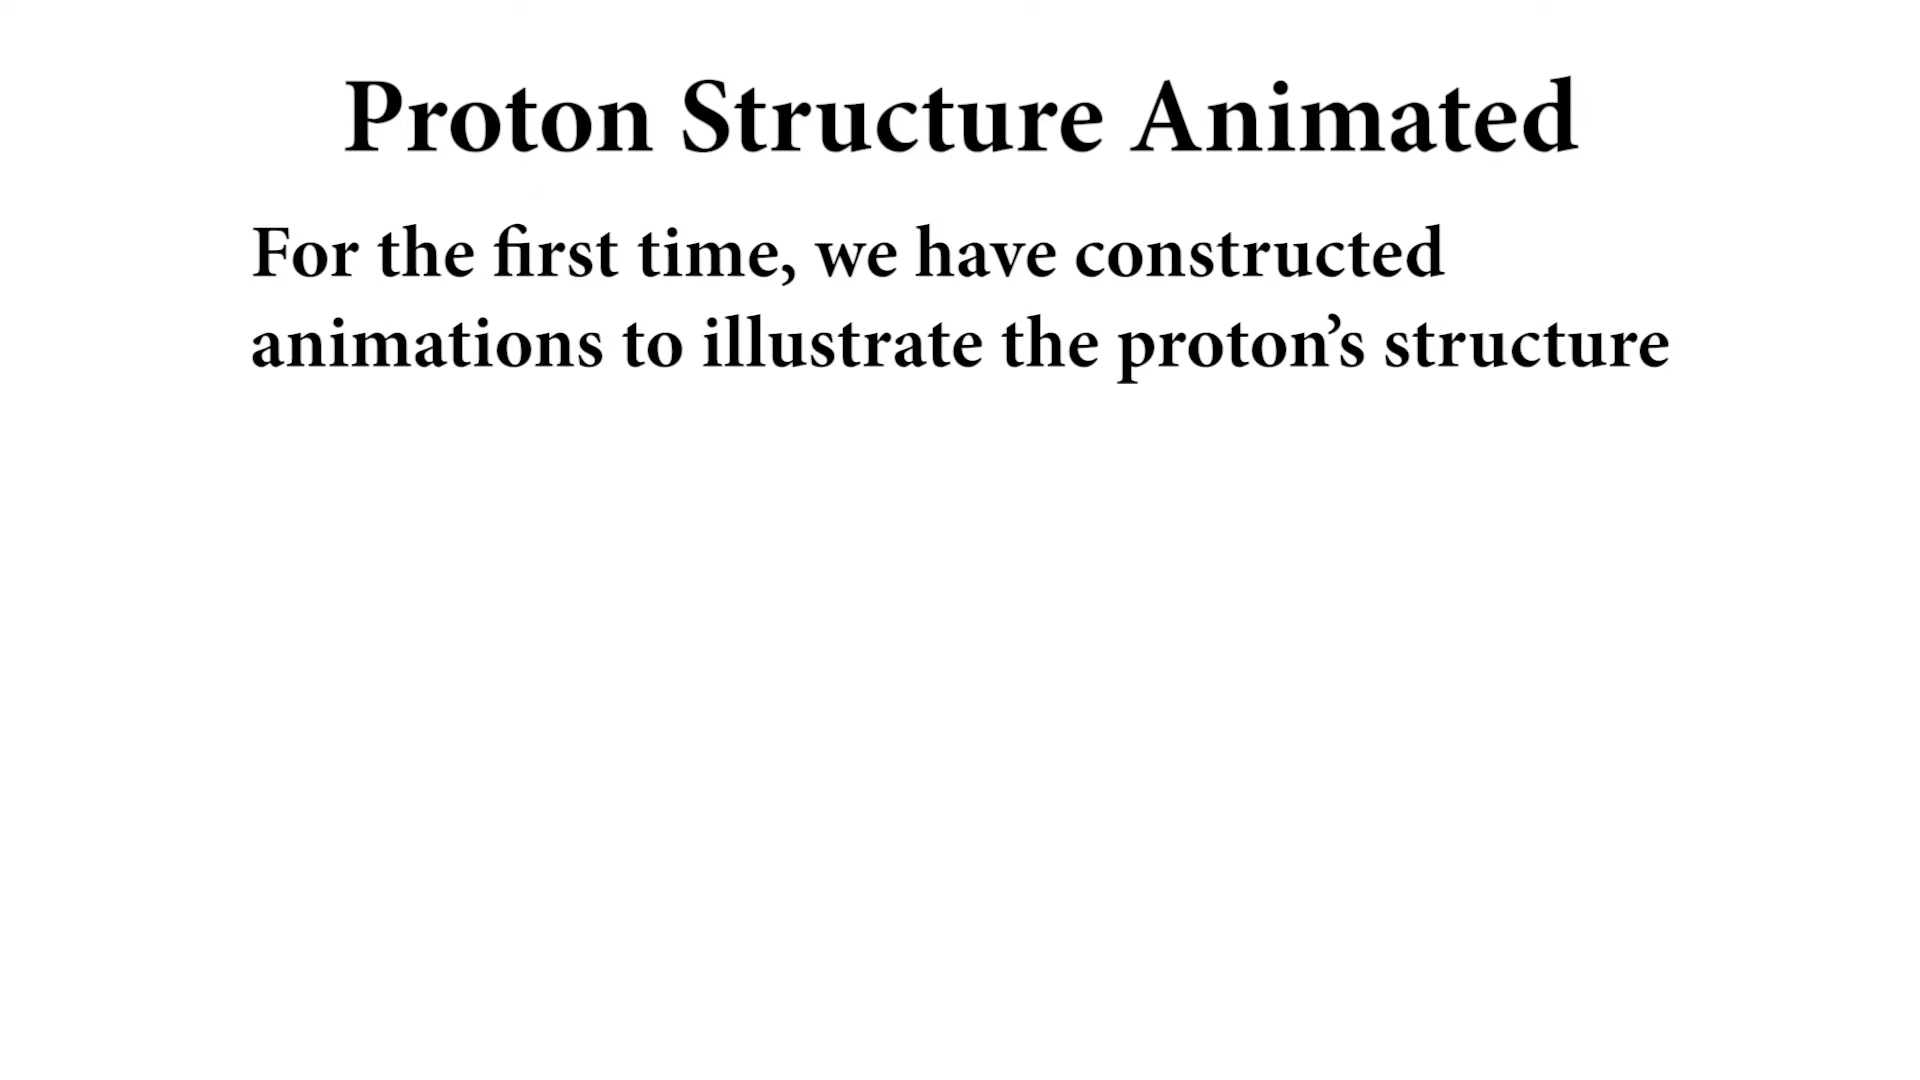 Proton Structure Animated
For the first time, we have constructed
animations to illustrate the proton’s structure